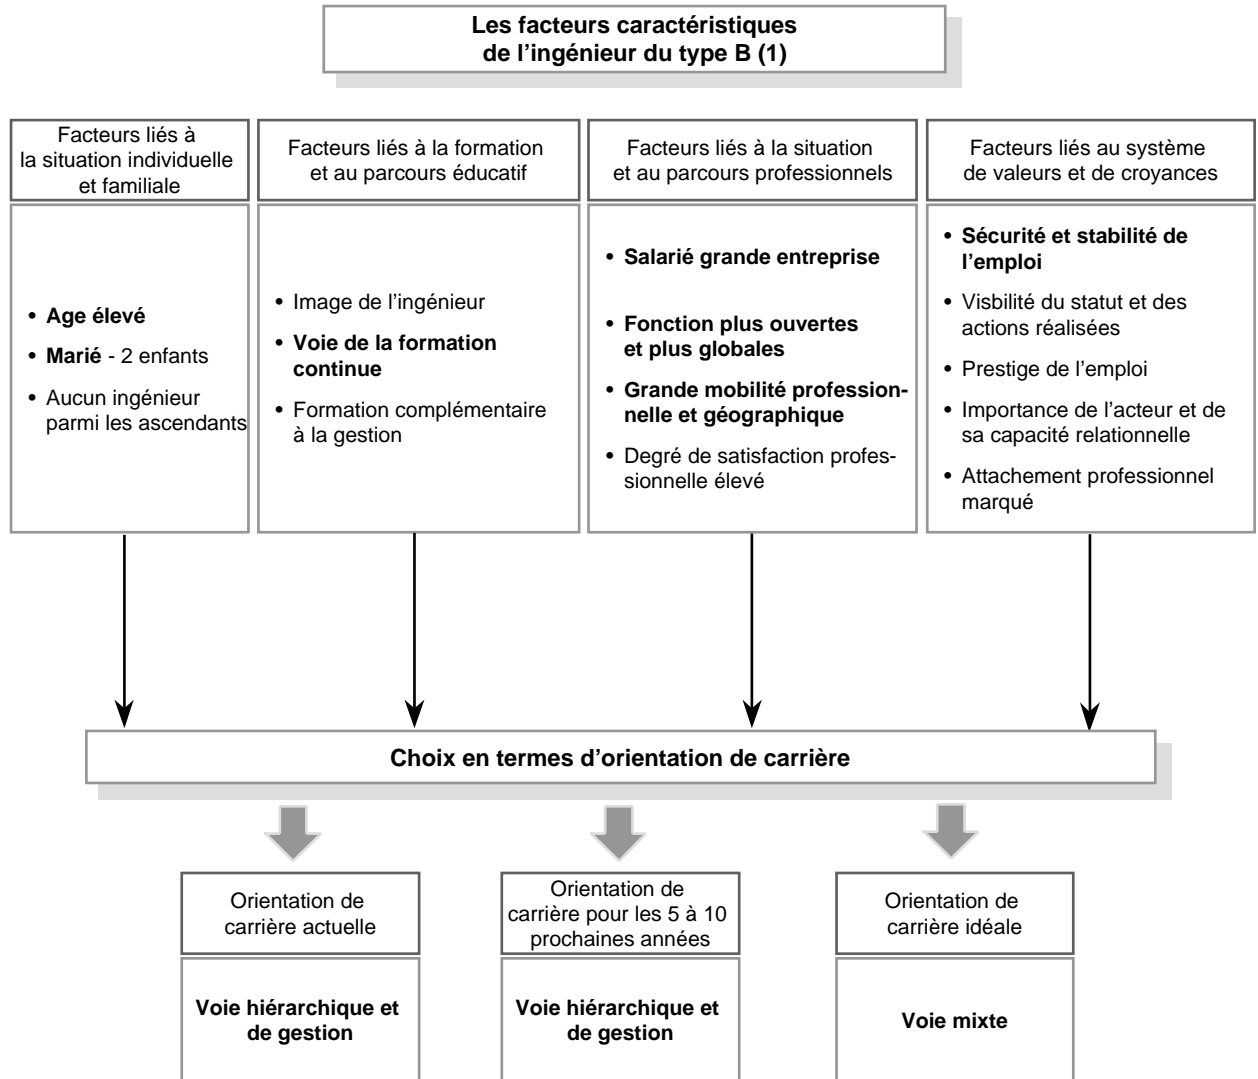 Les facteurs caractéristiques
de l'ingénieur du type B (1)
Facteurs liés à
la situation individuelle
et familiale
Facteurs liés à la formation
et au parcours éducatif
Facteurs liés à la situation
et au parcours professionnels
Facteurs liés au système
de valeurs et de croyances
• Age élevé
• Marié - 2 enfants
• Aucun ingénieur
parmi les ascendants
• Image de l'ingénieur
• Voie de la formation
continue
• Formation complémentaire
à la gestion
• Salarié grande entreprise
• Fonction plus ouvertes
et plus globales
• Grande mobilité profession-
nelle et géographique
• Degré de satisfaction profes-
sionnelle élevé
• Sécurité et stabilité de
l'emploi
• Visbilité du statut et des
actions réalisées
• Prestige de l'emploi
• Importance de l'acteur et de
sa capacité relationnelle
• Attachement professionnel
marqué
Choix en termes d'orientation de carrière
Orientation de
carrière actuelle
Voie hiérarchique et
de gestion
Orientation de
carrière pour les 5 à 10
prochaines années
Voie hiérarchique et
de gestion
Orientation de
carrière idéale
Voie mixte